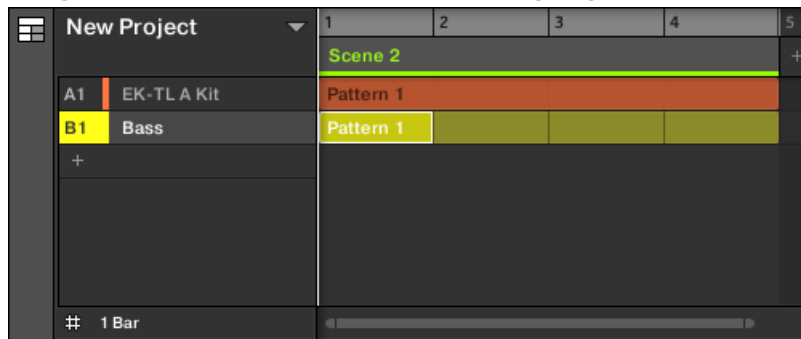 New Project 1 2 3 4 5
Scene 2 +
A1 EK-TL A Kit Pattern 1
B1 Bass Pattern 1
+
# 1 Bar